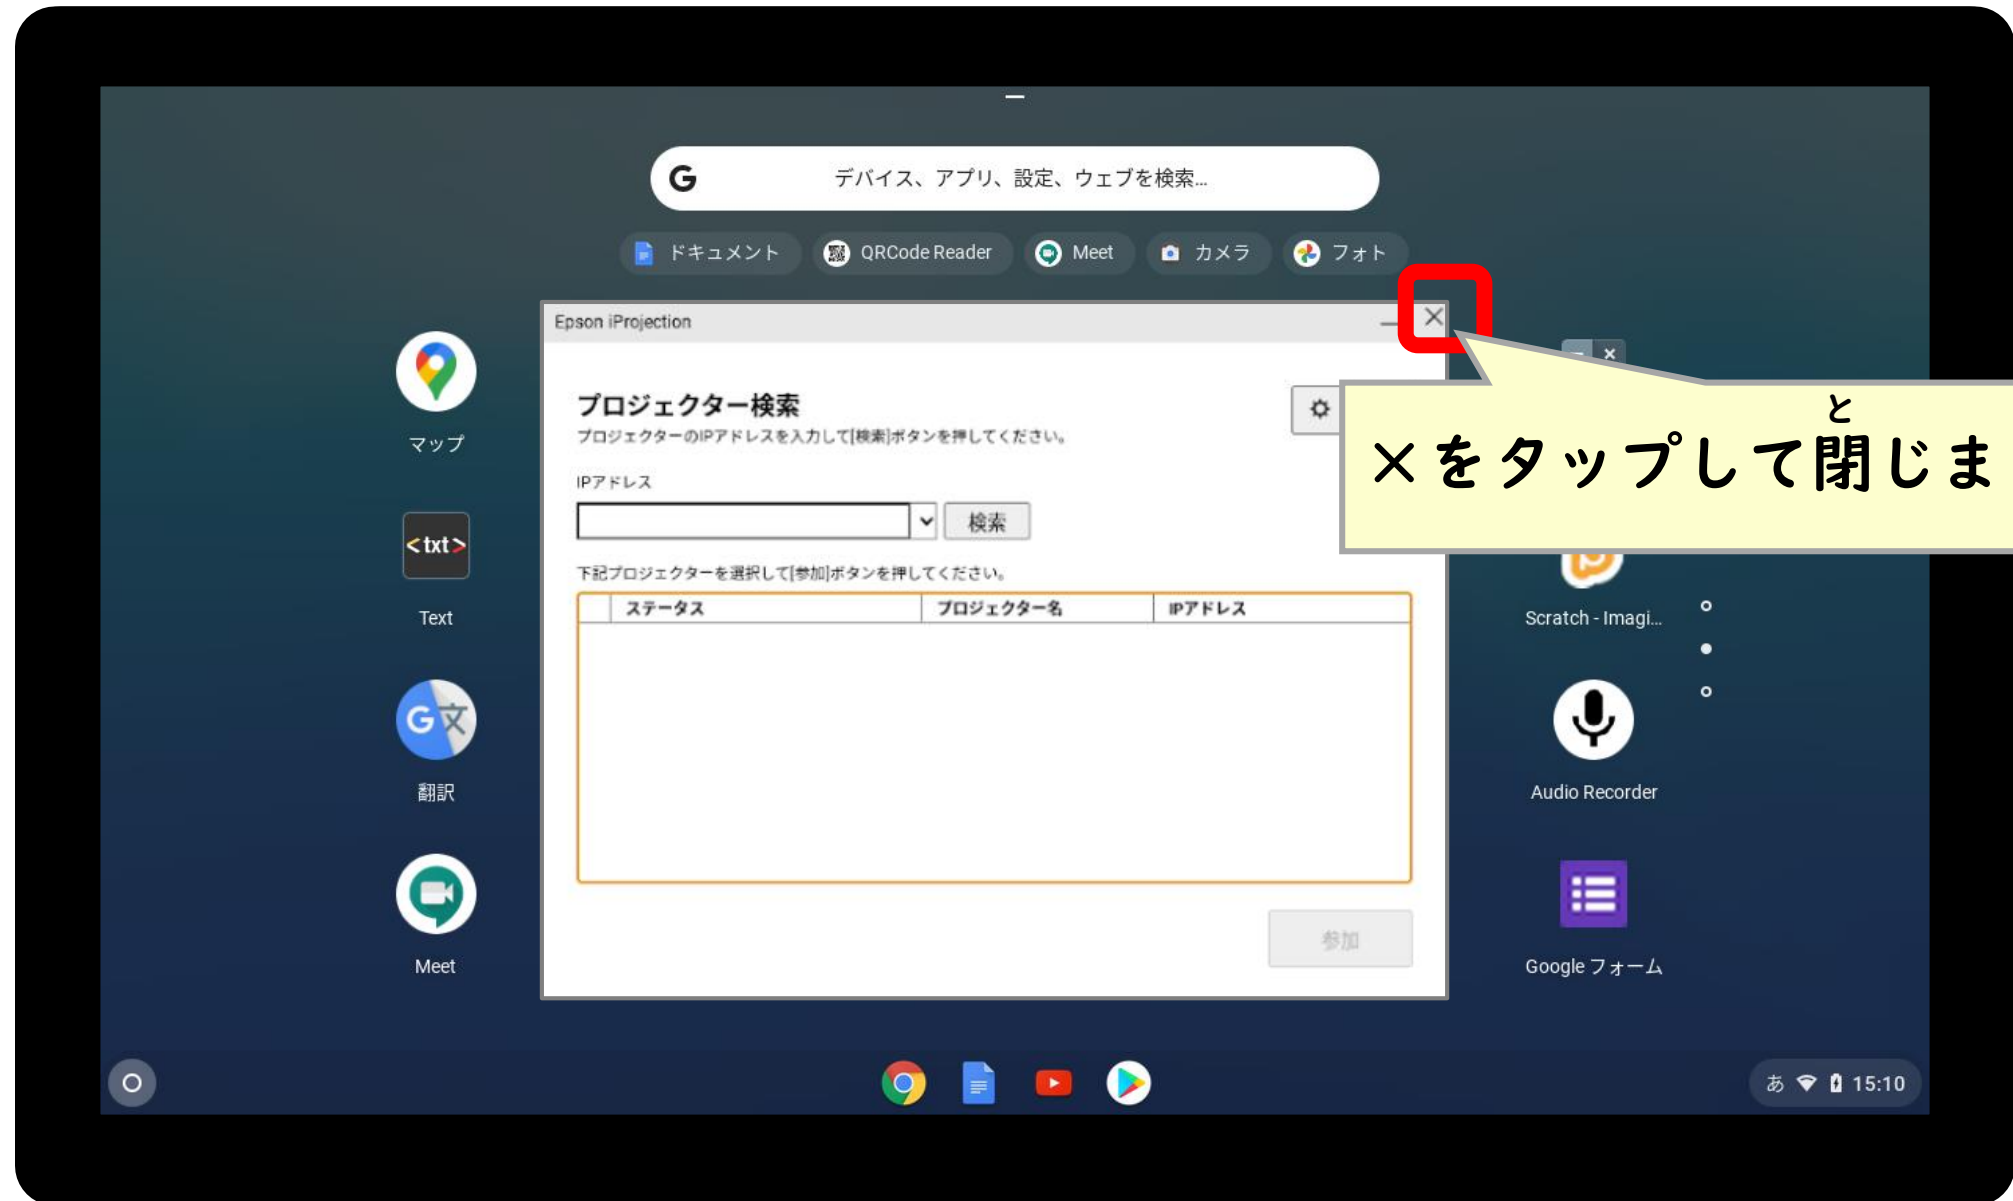 デバイス、アプリ、設定、ウェブを検索...
ドキュメント
QRCode Reader
Meet
カメラ
フォト
Epson iProjection
プロジェクター検索
プロジェクターのIPアドレスを入力して[検索]ボタンを押してください。
IPアドレス
検索
下記プロジェクターを選択して[参加]ボタンを押してください。
ステータス
プロジェクター名
IPアドレス
参加
と
×をタップして閉じま
マップ
<txt>
Text
翻訳
Meet
Scratch - Imagi...
Audio Recorder
Google フォーム
あ 15:10